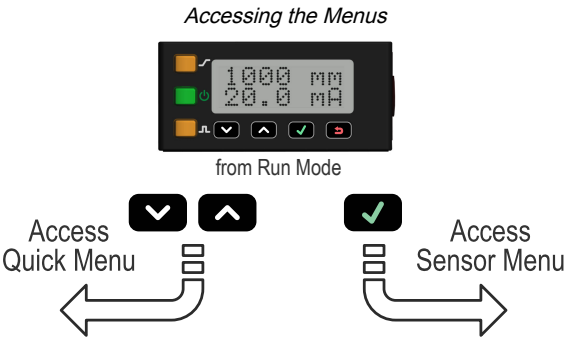 Accessing the Menus
1000 mm
20.0 mA
from Run Mode
Access
Quick Menu
Access
Sensor Menu